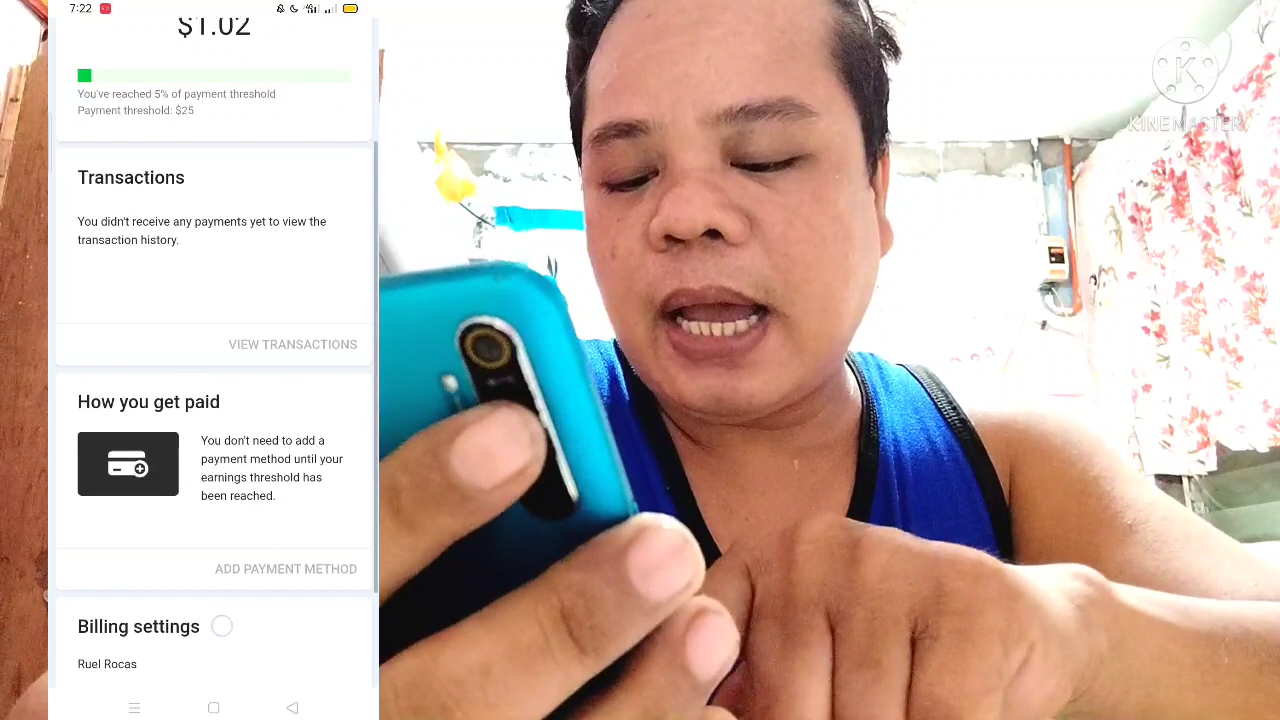 7:22
$1.02
You've reached 5% of payment threshold
Payment threshold: $25
Transactions
You didn't receive any payments yet to view the
transaction history.
VIEW TRANSACTIONS
How you get paid
You don't need to add a
payment method until your
earnings threshold has
been reached.
ADD PAYMENT METHOD
Billing settings
Ruel Rocas
K
KINEMASTER